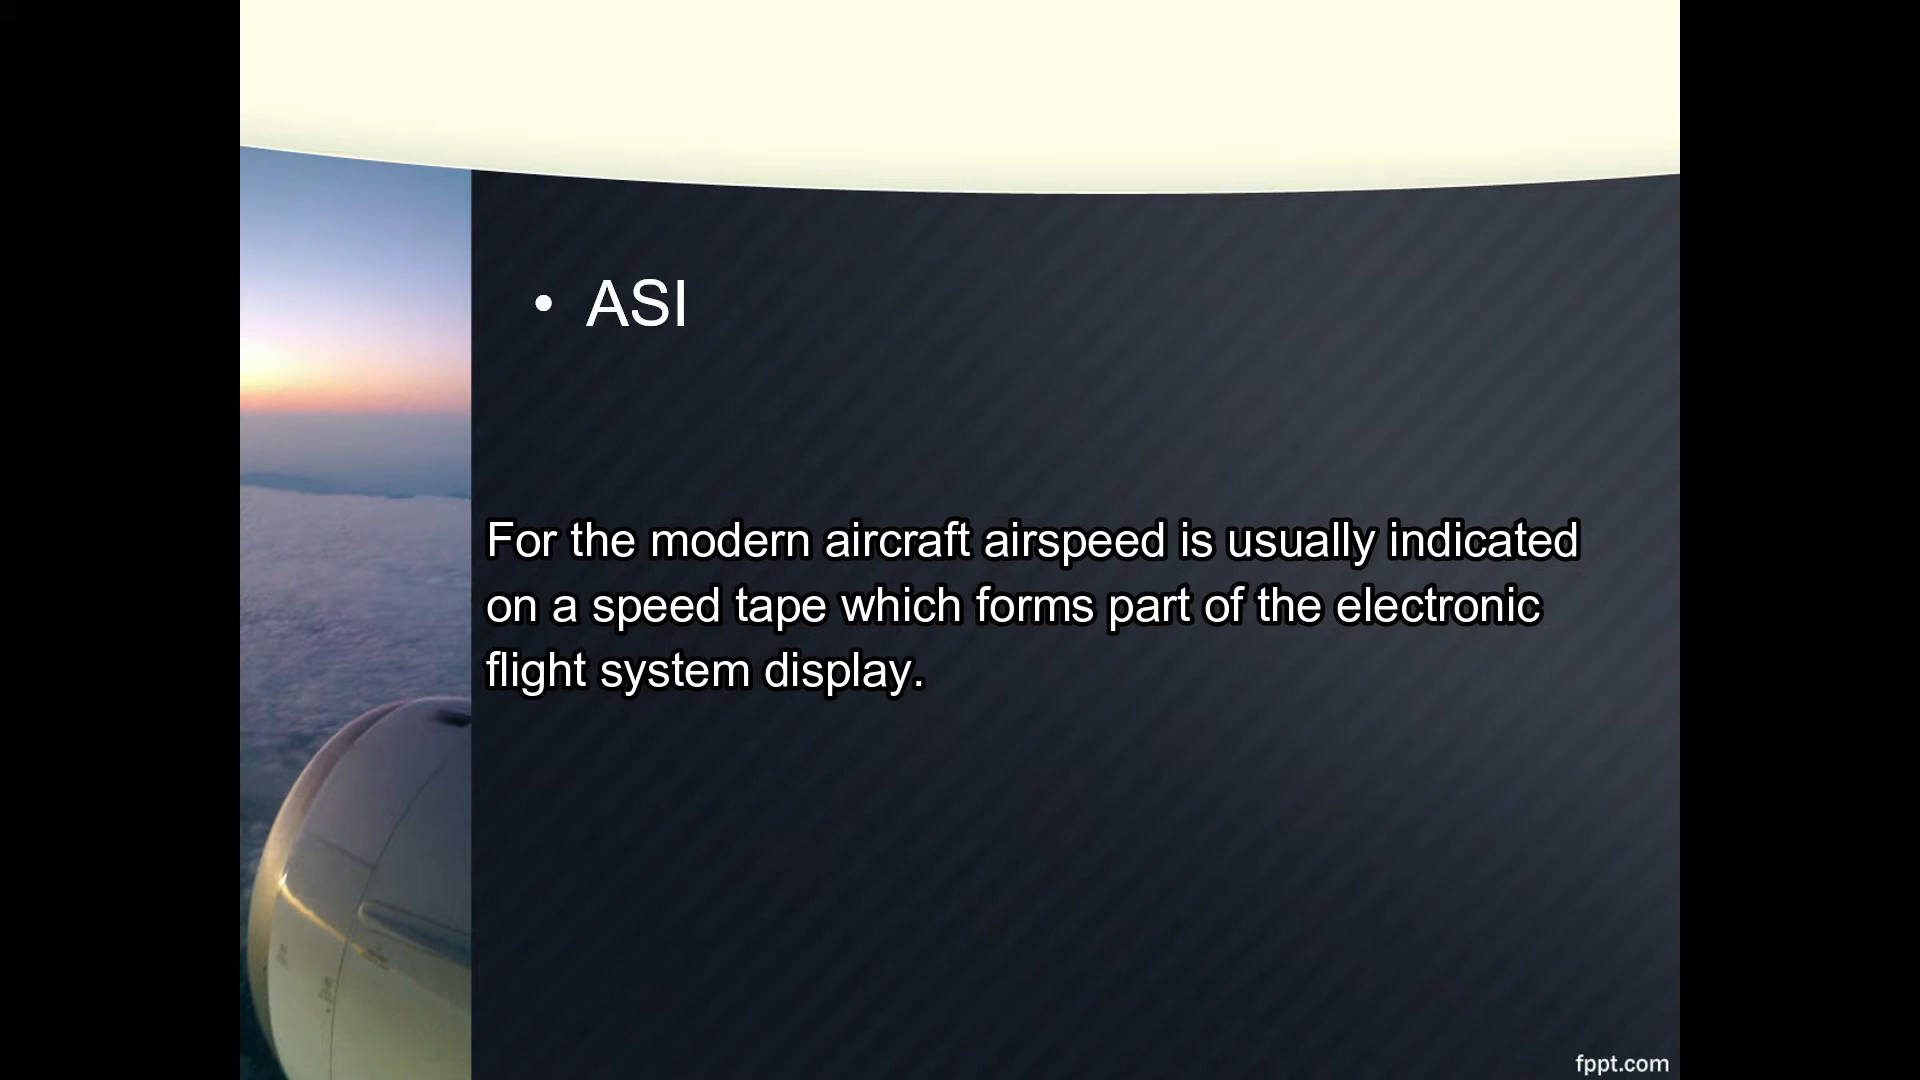 • ASI
For the modern aircraft airspeed is usually indicated
on a speed tape which forms part of the electronic
flight system display.
fppt.com